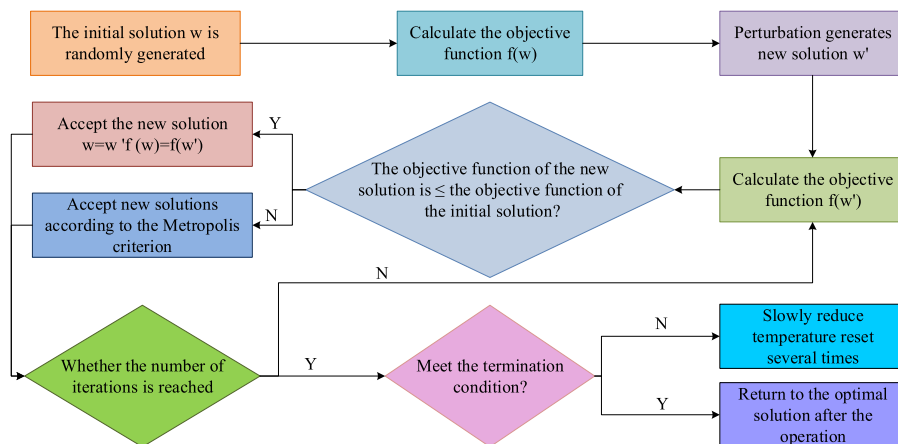 The initial solution w is
randomly generated
Calculate the objective
function f(w)
Perturbation generates
new solution w'
Accept the new solution
w=w 'f (w)=f(w')
Y
The objective function of the new
solution is ≤ the objective function of
the initial solution?
Calculate the objective
function f(w')
Accept new solutions
according to the Metropolis
criterion
N
N
Whether the number of
iterations is reached
Y
Meet the termination
condition?
N
Slowly reduce
temperature reset
several times
Y
Return to the optimal
solution after the
operation